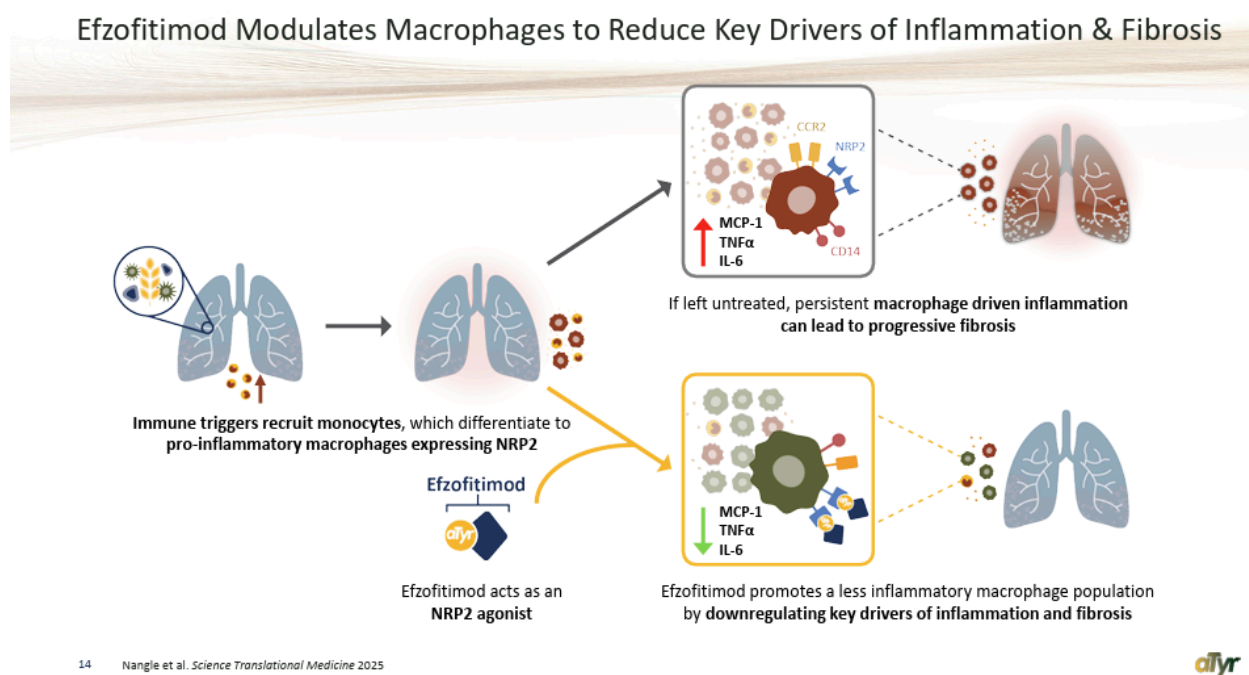 Efzofitimod Modulates Macrophages to Reduce Key Drivers of Inflammation & Fibrosis
CCR2
NRP2
MCP-1
TNFα
IL-6
CD14
If left untreated, persistent macrophage driven inflammation
can lead to progressive fibrosis
Immune triggers recruit monocytes, which differentiate to
pro-inflammatory macrophages expressing NRP2
Efzofitimod
aTyr
Efzofitimod acts as an
NRP2 agonist
MCP-1
TNFα
IL-6
Efzofitimod promotes a less inflammatory macrophage population
by downregulating key drivers of inflammation and fibrosis
14
Nangle et al. Science Translational Medicine 2025
aTyr